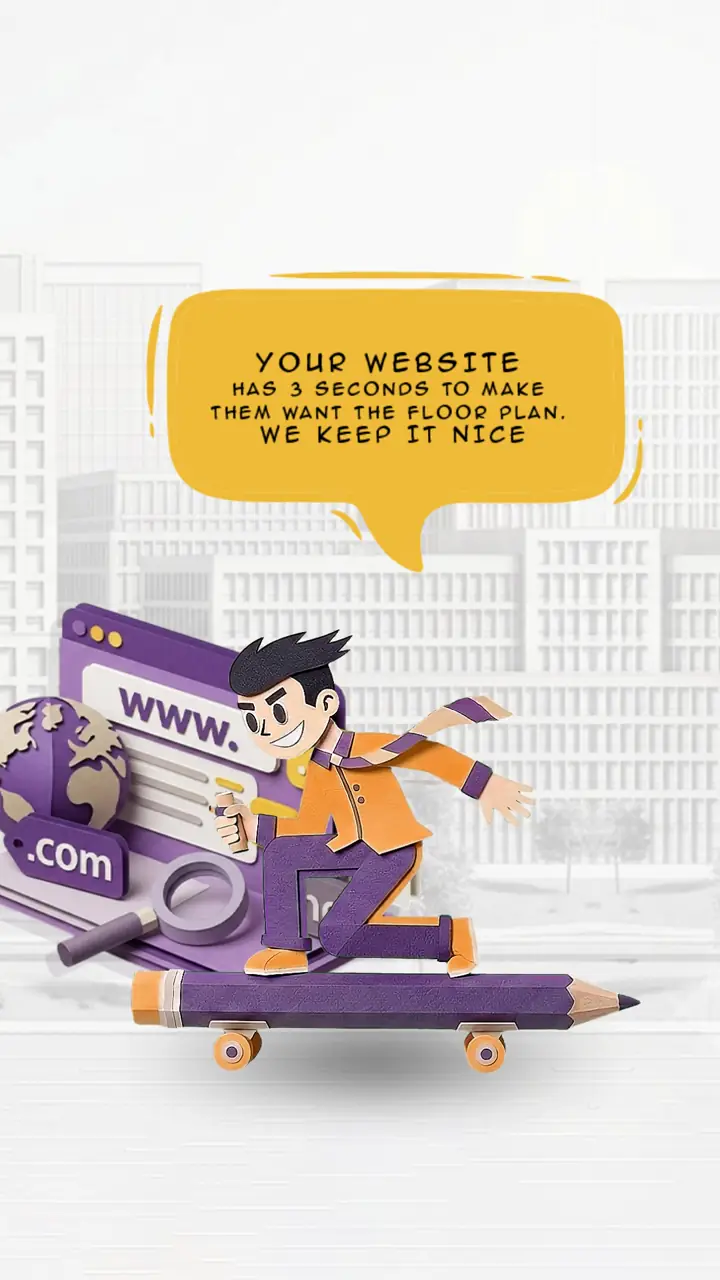 YOUR WEBSITE
HAS 3 SECONDS TO MAKE
THEM WANT THE FLOOR PLAN.
WE KEEP IT NICE
www.
.com